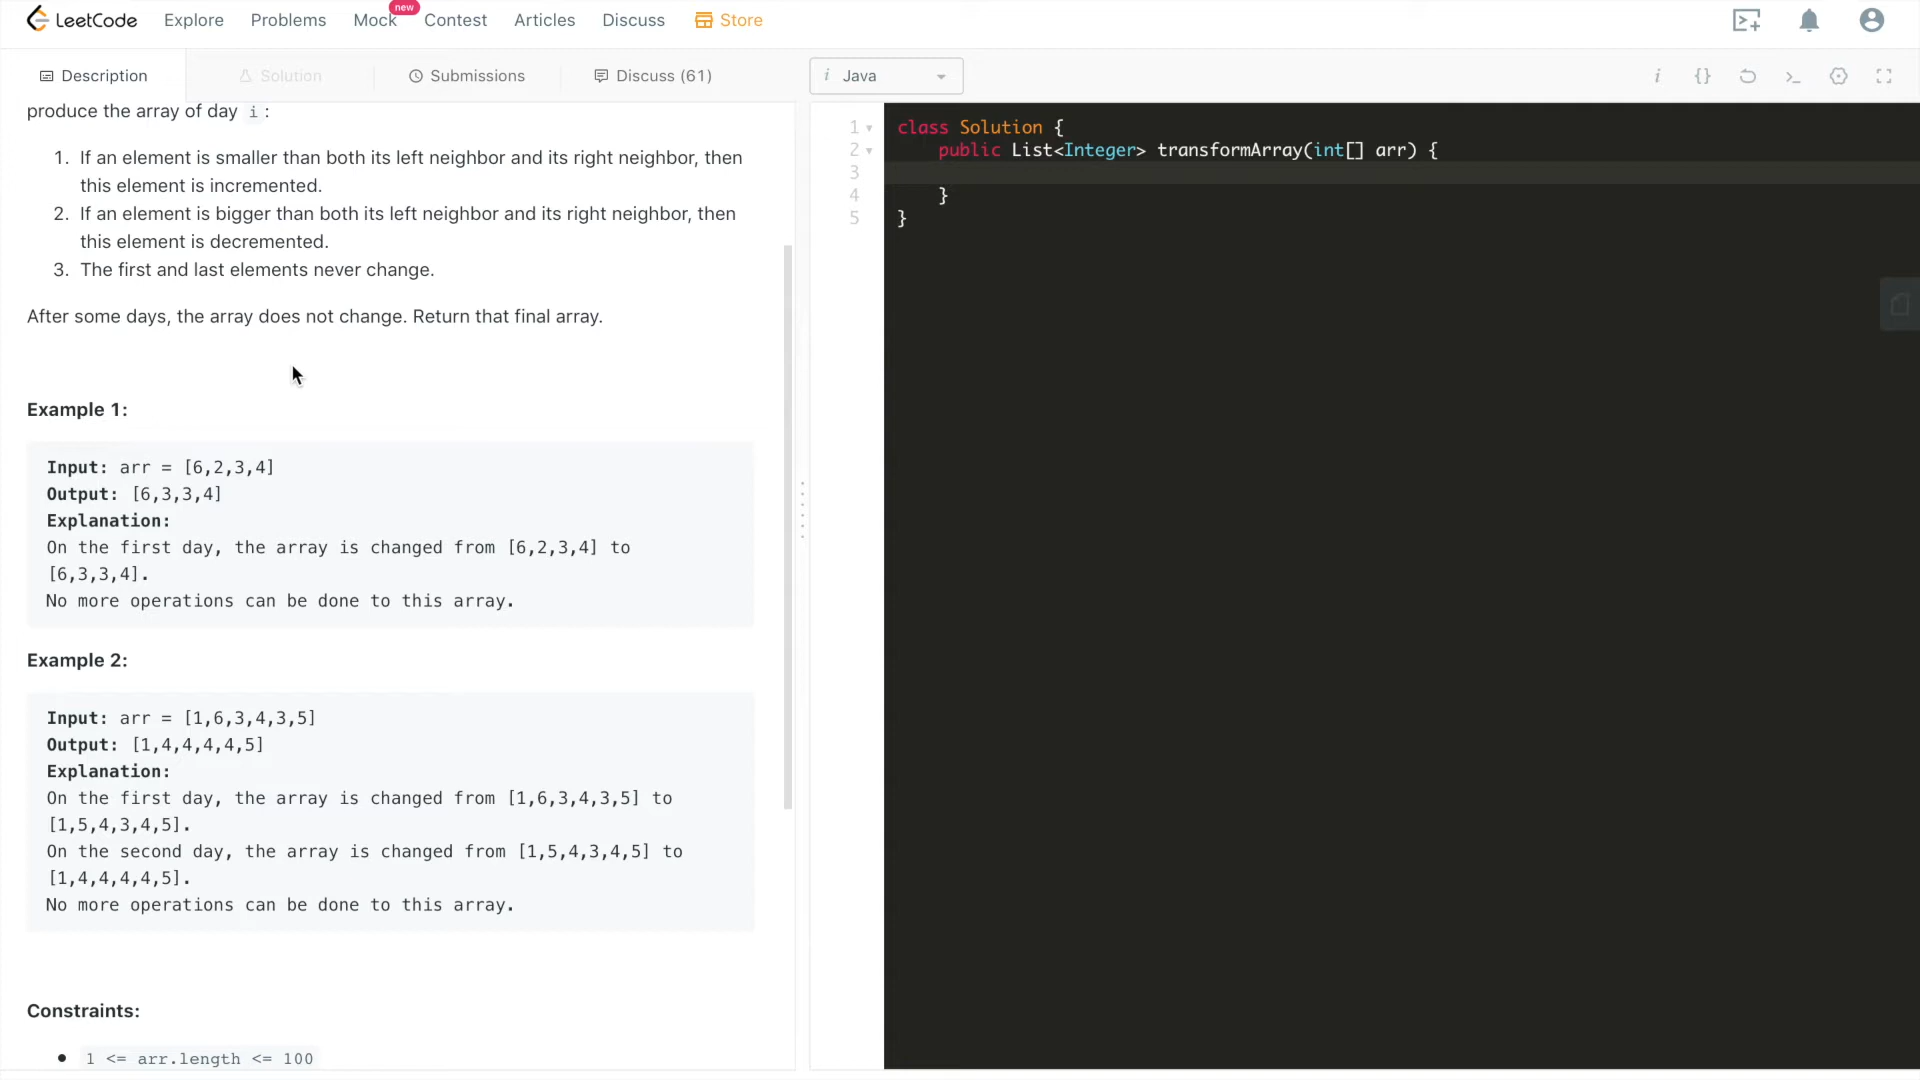 LeetCode Explore Problems Mock new Contest Articles Discuss Store
Description Solution Submissions Discuss (61)
produce the array of day i :
1. If an element is smaller than both its left neighbor and its right neighbor, then
this element is incremented.
2. If an element is bigger than both its left neighbor and its right neighbor, then
this element is decremented.
3. The first and last elements never change.
After some days, the array does not change. Return that final array.
Example 1:
Input: arr = [6,2,3,4]
Output: [6,3,3,4]
Explanation:
On the first day, the array is changed from [6,2,3,4] to
[6,3,3,4].
No more operations can be done to this array.
Example 2:
Input: arr = [1,6,3,4,3,5]
Output: [1,4,4,4,4,5]
Explanation:
On the first day, the array is changed from [1,6,3,4,3,5] to
[1,5,4,3,4,5].
On the second day, the array is changed from [1,5,4,3,4,5] to
[1,4,4,4,4,5].
No more operations can be done to this array.
Constraints:
• 1 <= arr.length <= 100
i Java i {}
1 class Solution {
2 public List<Integer> transformArray(int[] arr) {
3
4 }
5 }